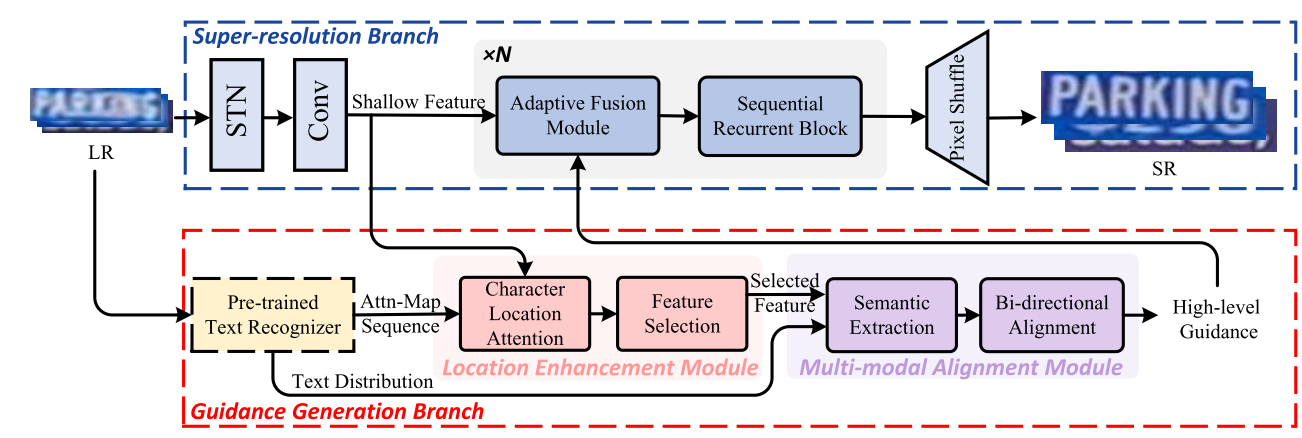 Super-resolution Branch
×N
PARKING
LR
STN
Conv
Shallow Feature
Adaptive Fusion
Module
Sequential
Recurrent Block
Pixel Shuffle
PARKING
SR
Pre-trained
Text Recognizer
Attn-Map
Sequence
Character
Location
Attention
Feature
Selection
Selected
Feature
Semantic
Extraction
Bi-directional
Alignment
High-level
Guidance
Location Enhancement Module
Multi-modal Alignment Module
Text Distribution
Guidance Generation Branch